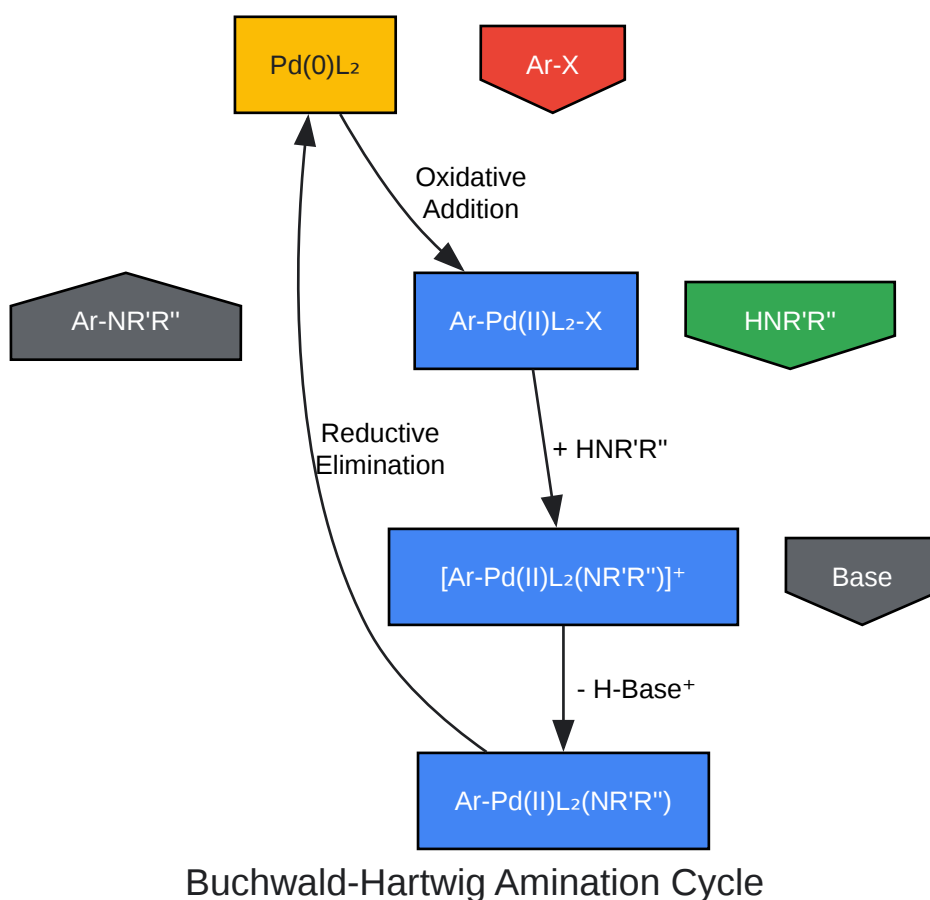 Pd(0)L₂
Ar-X
Oxidative
Addition
Ar-NR'R"
Ar-Pd(II)L₂-X
HNR'R"
Reductive
Elimination
+ HNR'R"
[Ar-Pd(II)L₂(NR'R")]⁺
Base
- H-Base⁺
Ar-Pd(II)L₂(NR'R")
Buchwald-Hartwig Amination Cycle